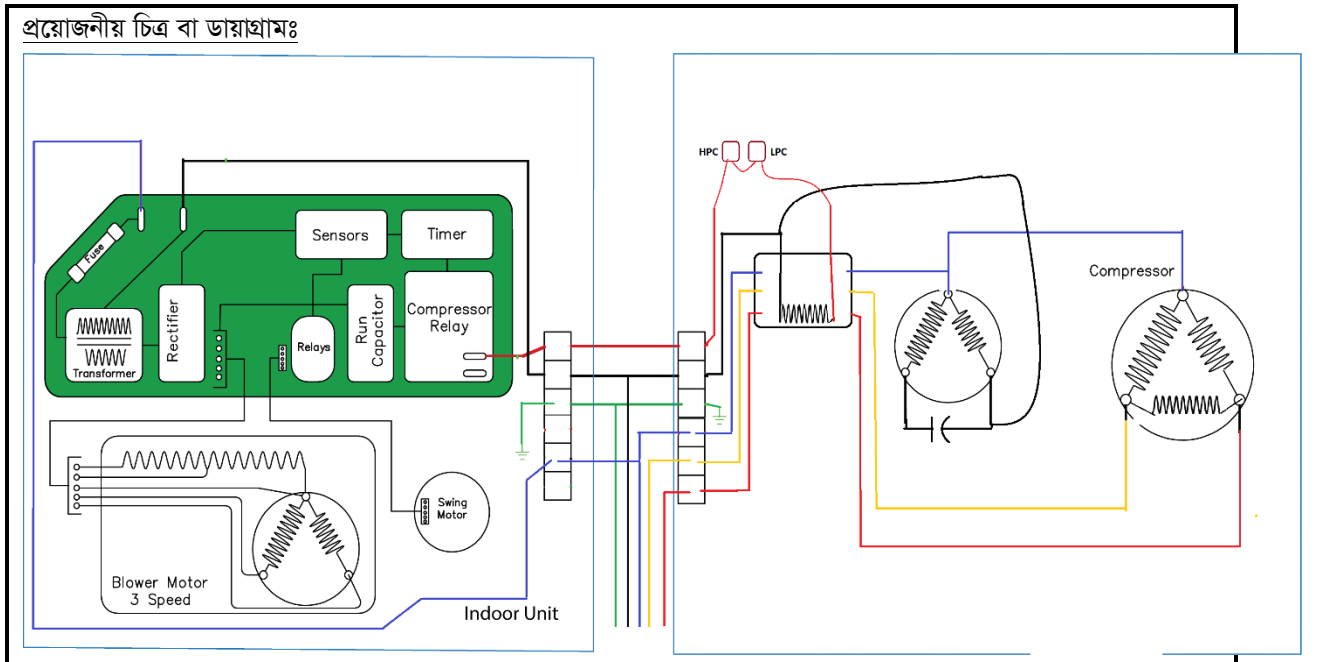 প্রয়োজনীয় চিত্র বা ডায়াগ্রামঃ
HPC
LPC
Fuse
Sensors
Timer
Compressor
Transformer
Rectifier
Relays
Run
Capacitor
Compressor
Relay
Swing
Motor
Blower Motor
3 Speed
Indoor Unit